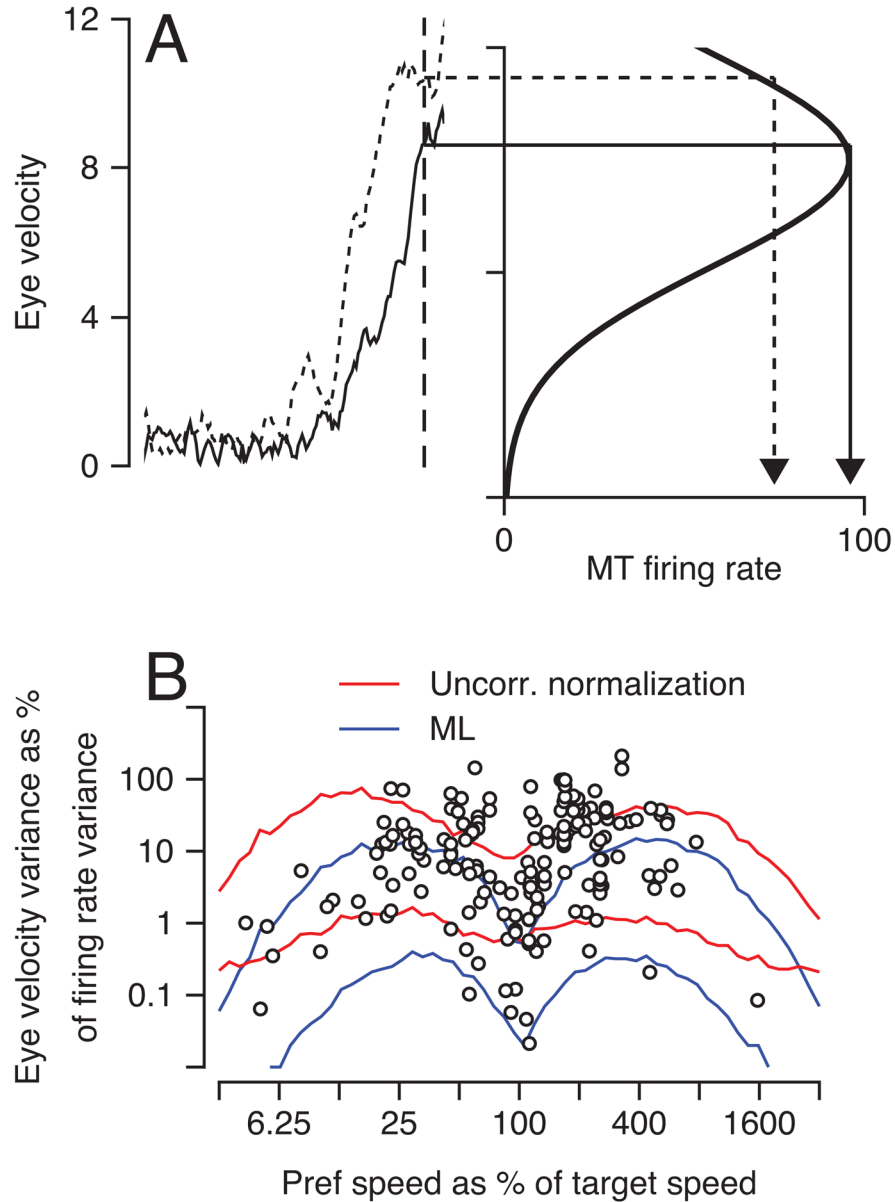 A
12
8
4
0
Eye velocity
0
100
MT firing rate
B
Uncorr. normalization
ML
Eye velocity variance as %
of firing rate variance
100
10
1
0.1
6.25
25
100
400
1600
Pref speed as % of target speed